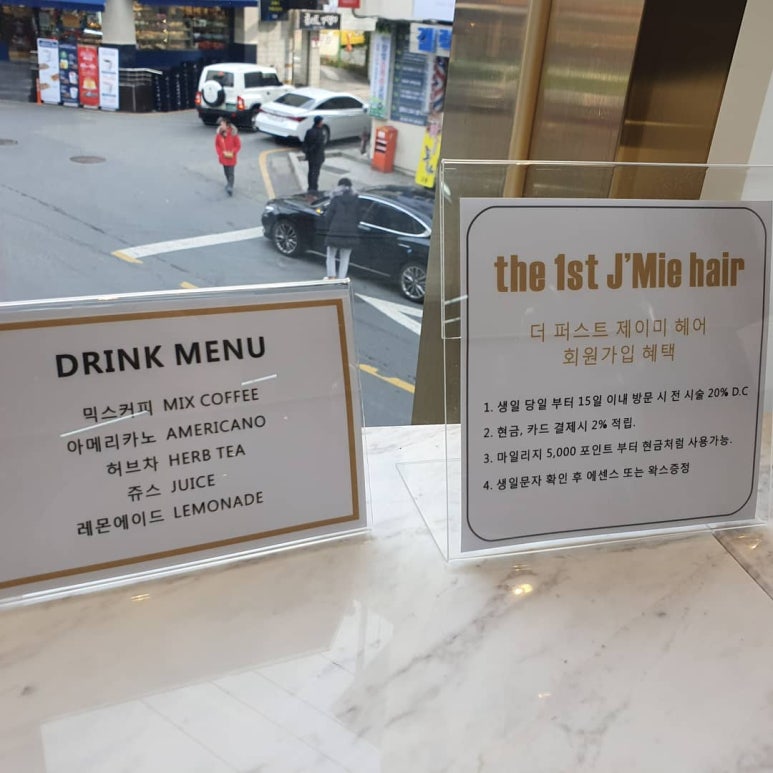 DRINK MENU
믹스커피 MIX COFFEE
아메리카노 AMERICANO
허브차 HERB TEA
쥬스 JUICE
레몬에이드 LEMONADE
the 1st J'Mie hair
더 퍼스트 제이미 헤어
회원가입 혜택
1. 생일 당일 부터 15일 이내 방문 시 전 시술 20% D.C
2. 현금, 카드 결제시 2% 적립.
3. 마일리지 5,000 포인트 부터 현금처럼 사용가능.
4. 생일문자 확인 후 에센스 또는 왁스증정